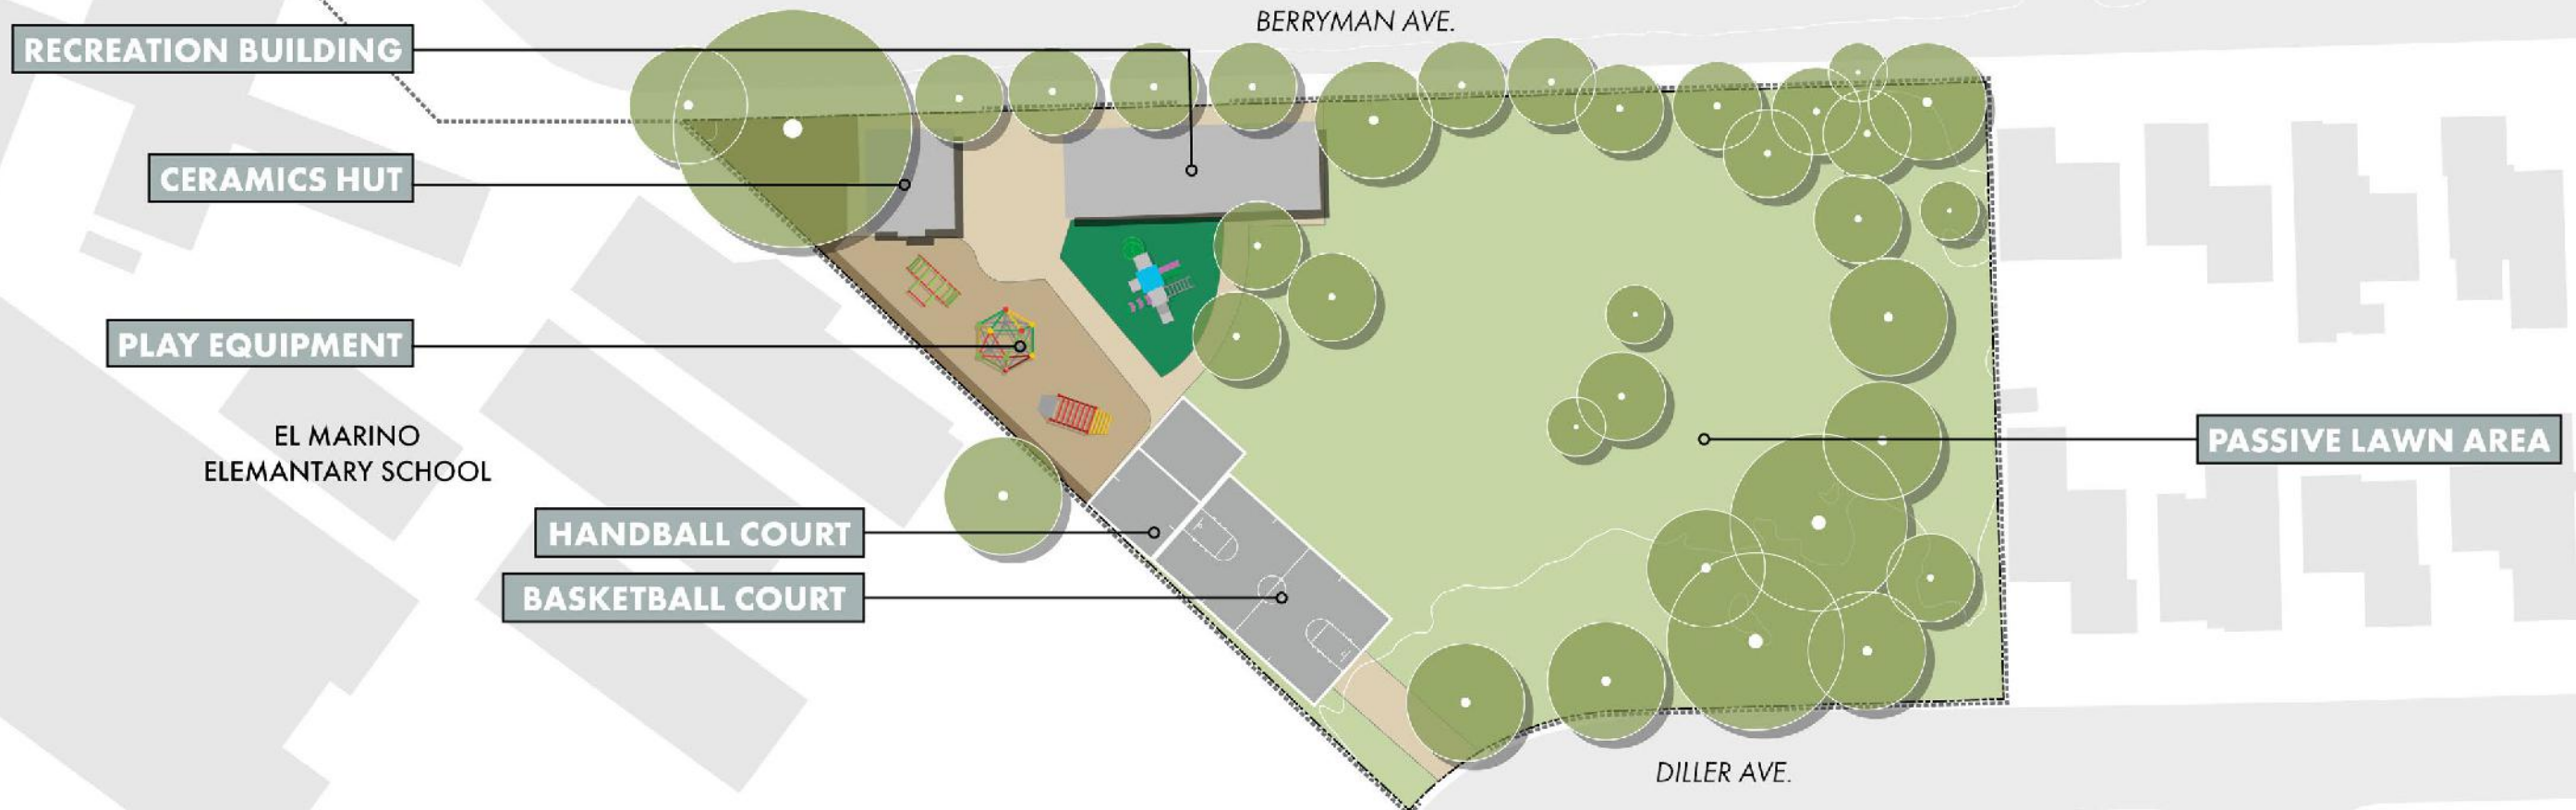 BERRYMAN AVE.
RECREATION BUILDING
CERAMICS HUT
PLAY EQUIPMENT
EL MARINO
ELEMANTARY SCHOOL
PASSIVE LAWN AREA
HANDBALL COURT
BASKETBALL COURT
DILLER AVE.